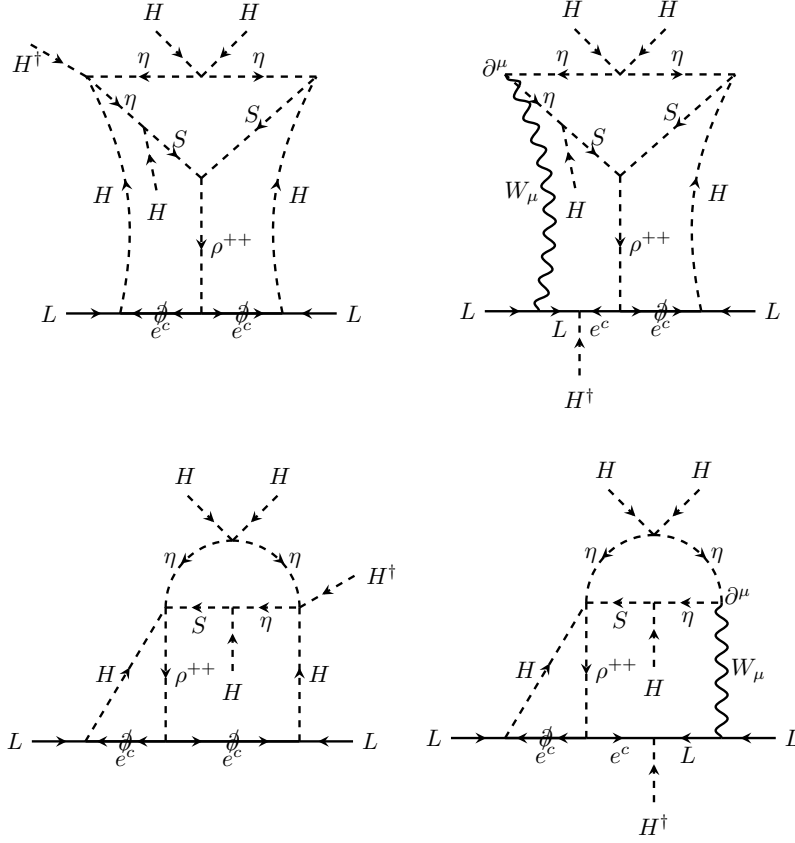 H H H H
H† η η ∂^μ η η
η η
S S S S
H H H W_μ H H
ρ^{++} ρ^{++}
L ∂̸ ∂̸ L L ∂̸ L
e^c e^c L e^c e^c
H†
H H H H
η η H† η η
S η S η ∂^μ
H ρ^{++} H H H ρ^{++} H W_μ
L ∂̸ ∂̸ L L ∂̸ L
e^c e^c e^c e^c L
H†